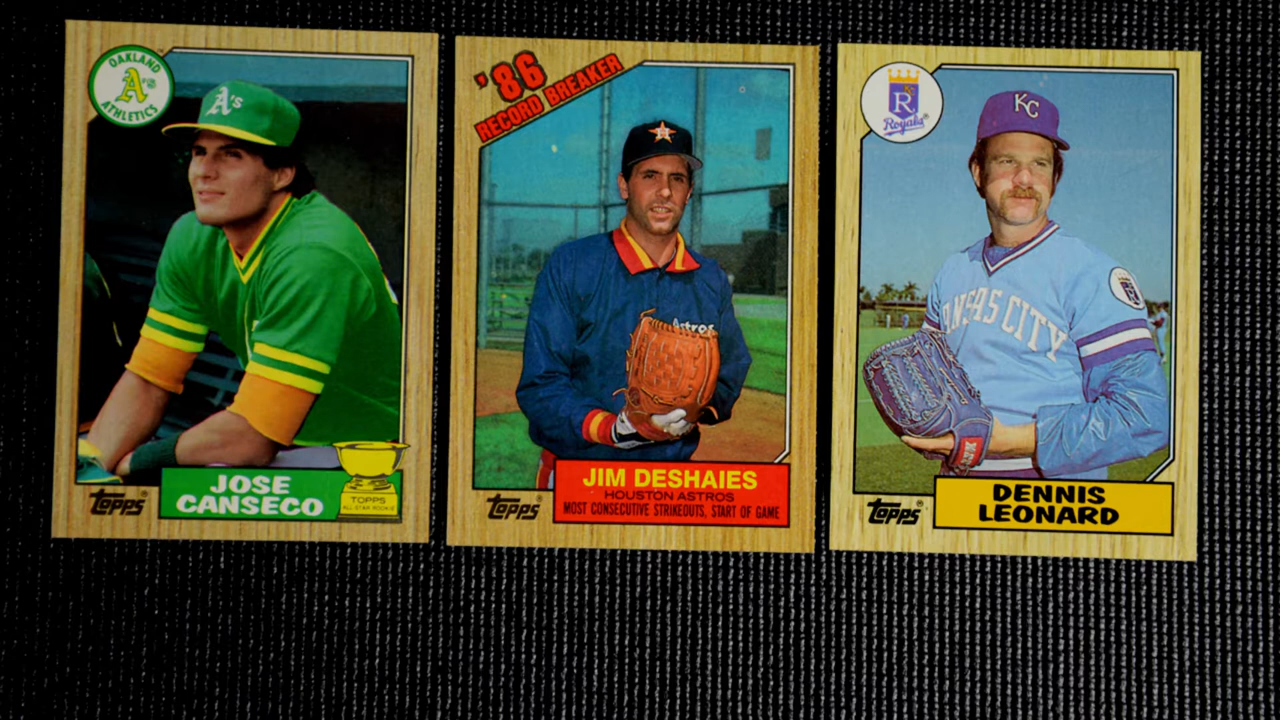 OAKLAND
A's
ATHLETICS
A's
JOSE
CANSECO
TOPPS
ALL STAR ROOKIE
Topps®
'86
RECORD BREAKER
Astros
JIM DESHAIES
HOUSTON ASTROS
MOST CONSECUTIVE STRIKEOUTS, START OF GAME
Topps®
R
Royals®
KC
ANSAS CITY
DENNIS
LEONARD
Topps®